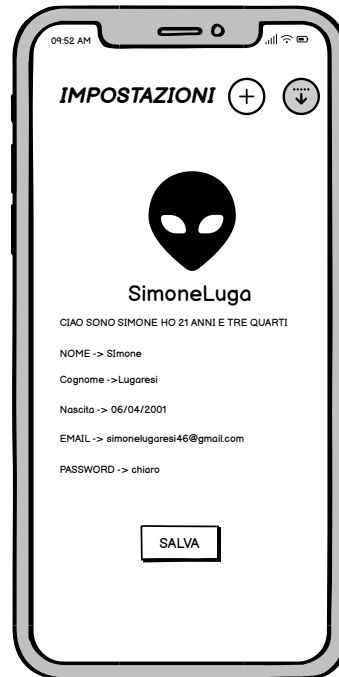 09:52 AM
IMPOSTAZIONI
SimoneLuga
CIAO SONO SIMONE HO 21 ANNI E TRE QUARTI
NOME -> SImone
Cognome ->Lugaresi
Nascita -> 06/04/2001
EMAIL -> simonelugaresi46@gmail.com
PASSWORD -> chiaro
SALVA